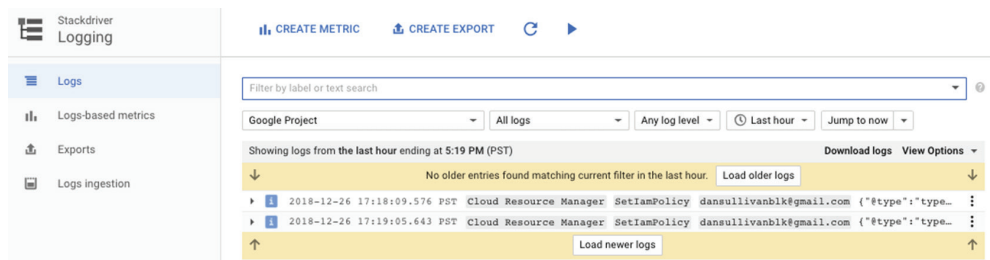 Stackdriver
Logging
CREATE METRIC CREATE EXPORT
Logs
Logs-based metrics
Exports
Logs ingestion
Filter by label or text search
Google Project All logs Any log level Last hour Jump to now
Showing logs from the last hour ending at 5:19 PM (PST) Download logs View Options
No older entries found matching current filter in the last hour. Load older logs
i 2018-12-26 17:18:09.576 PST Cloud Resource Manager SetIamPolicy dansullivanblk@gmail.com {"@type":"type…
i 2018-12-26 17:19:05.643 PST Cloud Resource Manager SetIamPolicy dansullivanblk@gmail.com {"@type":"type…
Load newer logs